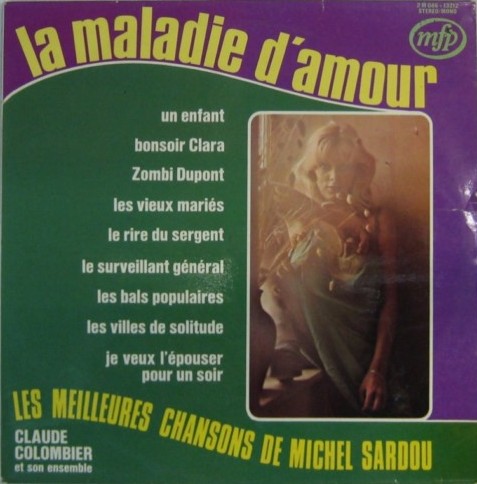 la maladie d'amour
STEREO/MONO
mfp
un enfant
bonsoir Clara
Zombi Dupont
les vieux mariés
le rire du sergent
le surveillant général
les bals populaires
les villes de solitude
je veux l'épouser
pour un soir
LES MEILLEURES CHANSONS DE MICHEL SARDOU
CLAUDE
COLOMBIER
et son ensemble